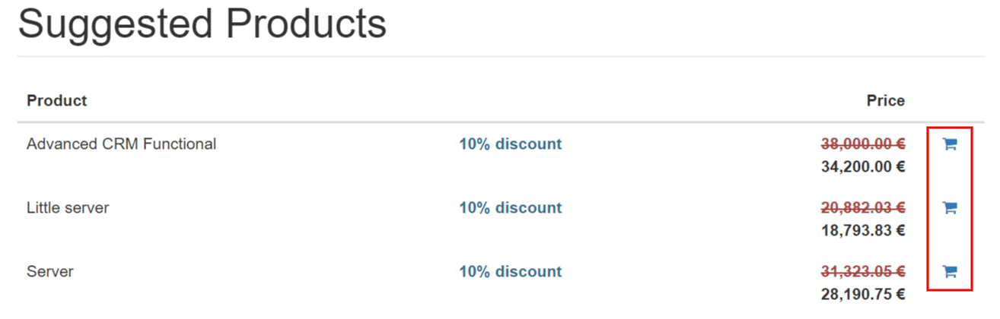 Suggested Products
Product Price
Advanced CRM Functional 10% discount 38,000.00 €
34,200.00 €
Little server 10% discount 20,882.03 €
18,793.83 €
Server 10% discount 31,323.05 €
28,190.75 €